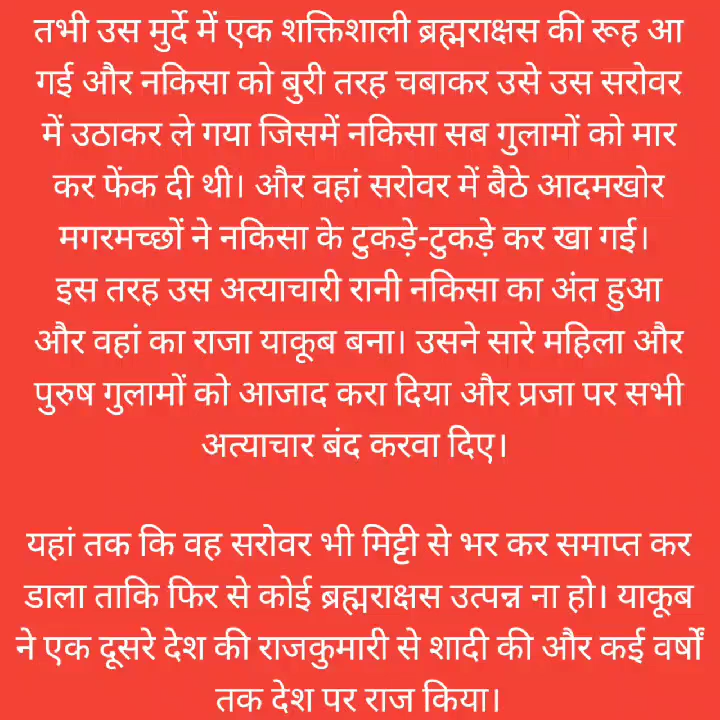 तभी उस मुर्दे में एक शक्तिशाली ब्रह्मराक्षस की रूह आ
गई और नकिसा को बुरी तरह चबाकर उसे उस सरोवर
में उठाकर ले गया जिसमें नकिसा सब गुलामों को मार
कर फेंक दी थी। और वहां सरोवर में बैठे आदमखोर
मगरमच्छों ने नकिसा के टुकड़े-टुकड़े कर खा गई।
इस तरह उस अत्याचारी रानी नकिसा का अंत हुआ
और वहां का राजा याकूब बना। उसने सारे महिला और
पुरुष गुलामों को आजाद करा दिया और प्रजा पर सभी
अत्याचार बंद करवा दिए।
यहां तक कि वह सरोवर भी मिट्टी से भर कर समाप्त कर
डाला ताकि फिर से कोई ब्रह्मराक्षस उत्पन्न ना हो। याकूब
ने एक दूसरे देश की राजकुमारी से शादी की और कई वर्षों
तक देश पर राज किया।